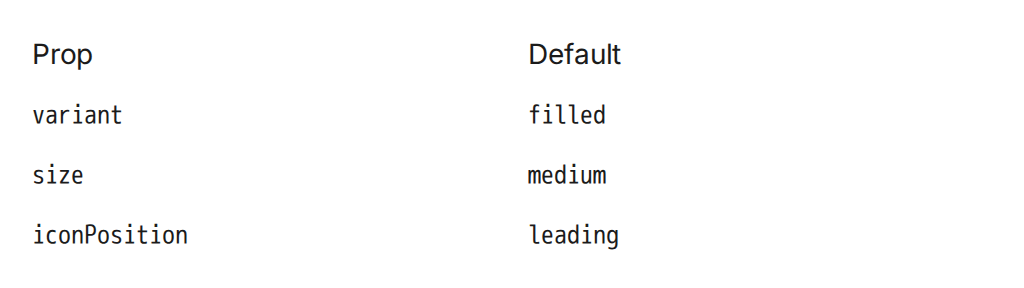 Prop Default
variant filled
size medium
iconPosition leading